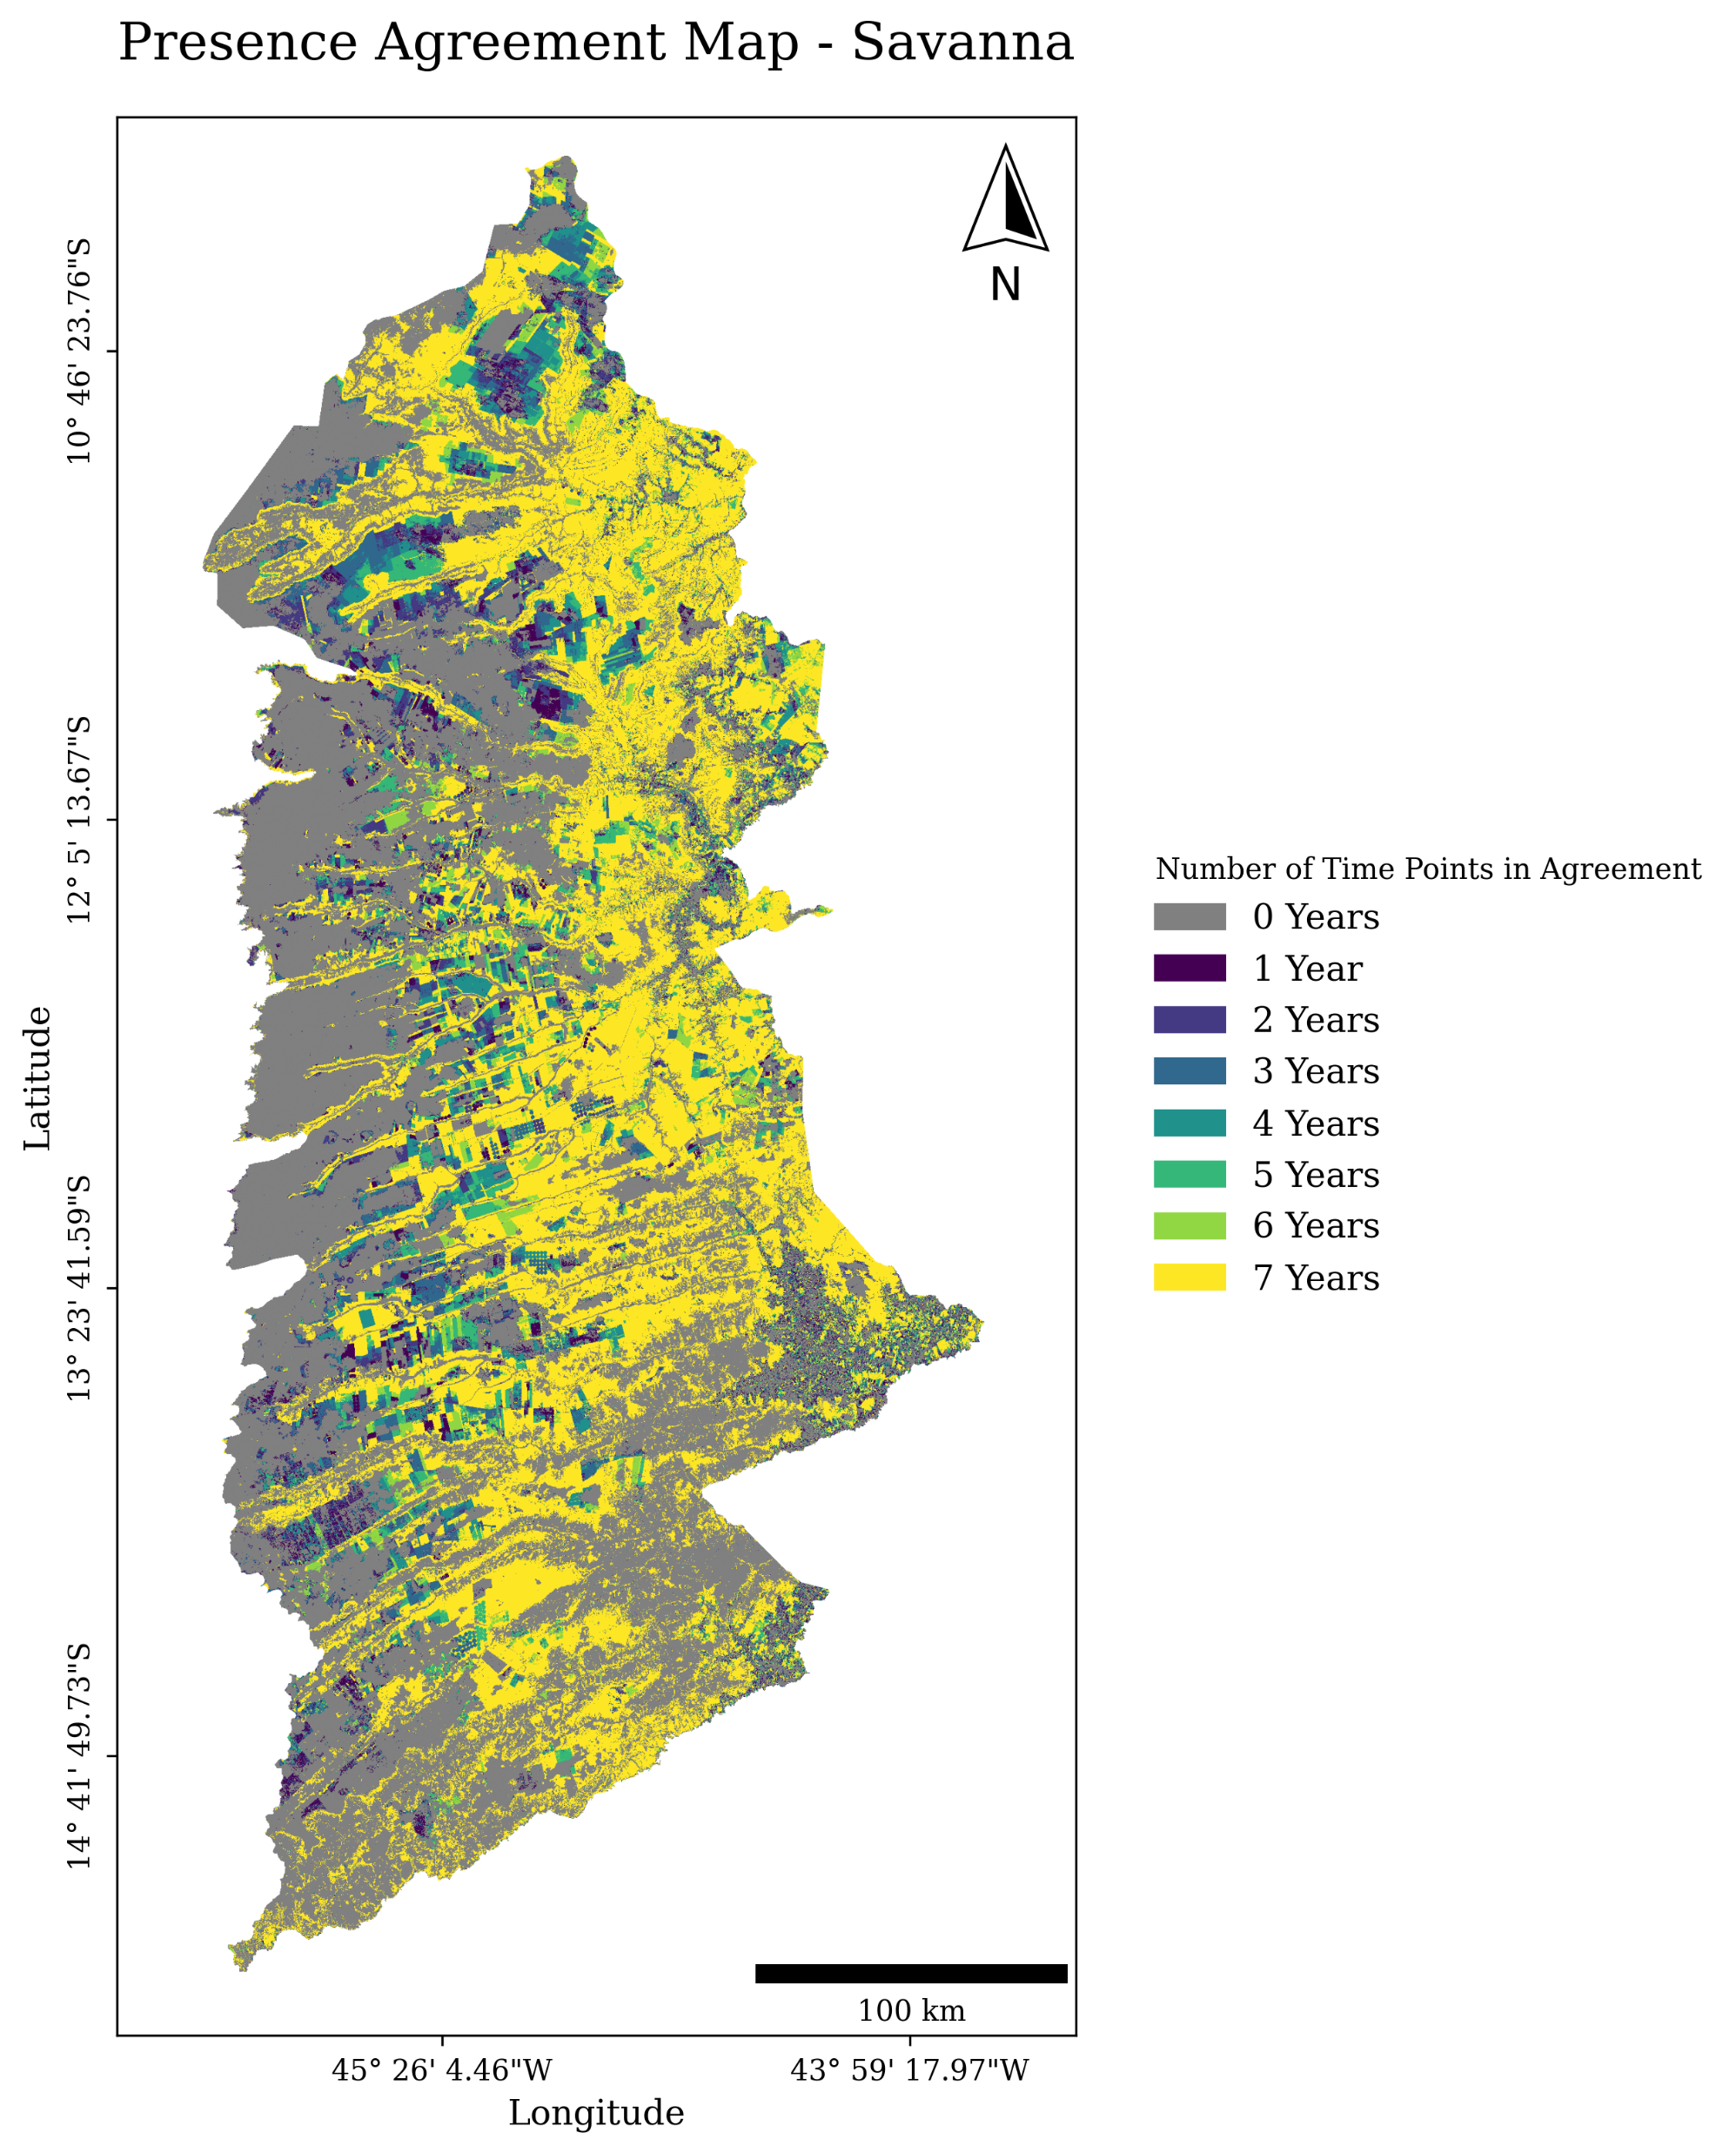 Presence Agreement Map - Savanna
N
10° 46' 23.76"S
12° 5' 13.67"S
13° 23' 41.59"S
14° 41' 49.73"S
Latitude
Number of Time Points in Agreement
0 Years
1 Year
2 Years
3 Years
4 Years
5 Years
6 Years
7 Years
100 km
45° 26' 4.46"W
43° 59' 17.97"W
Longitude